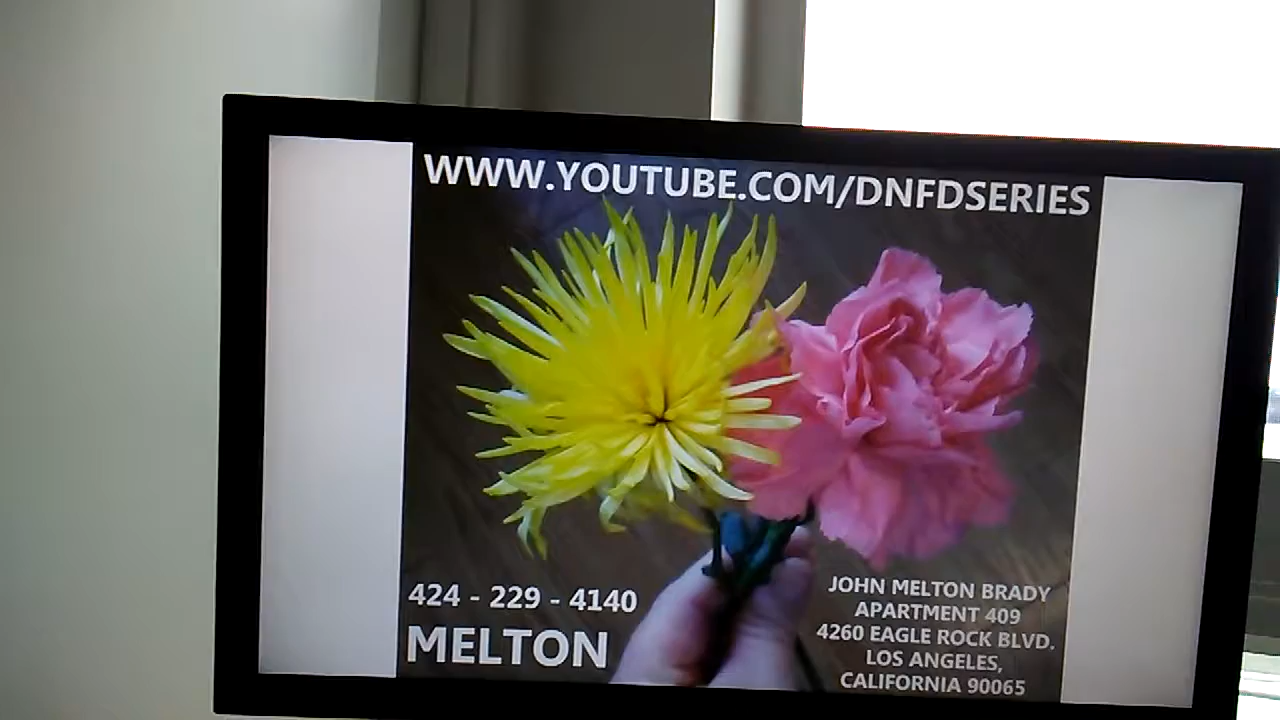 WWW.YOUTUBE.COM/DNFDSERIES
424 - 229 - 4140
MELTON
JOHN MELTON BRADY
APARTMENT 409
4260 EAGLE ROCK BLVD.
LOS ANGELES,
CALIFORNIA 90065